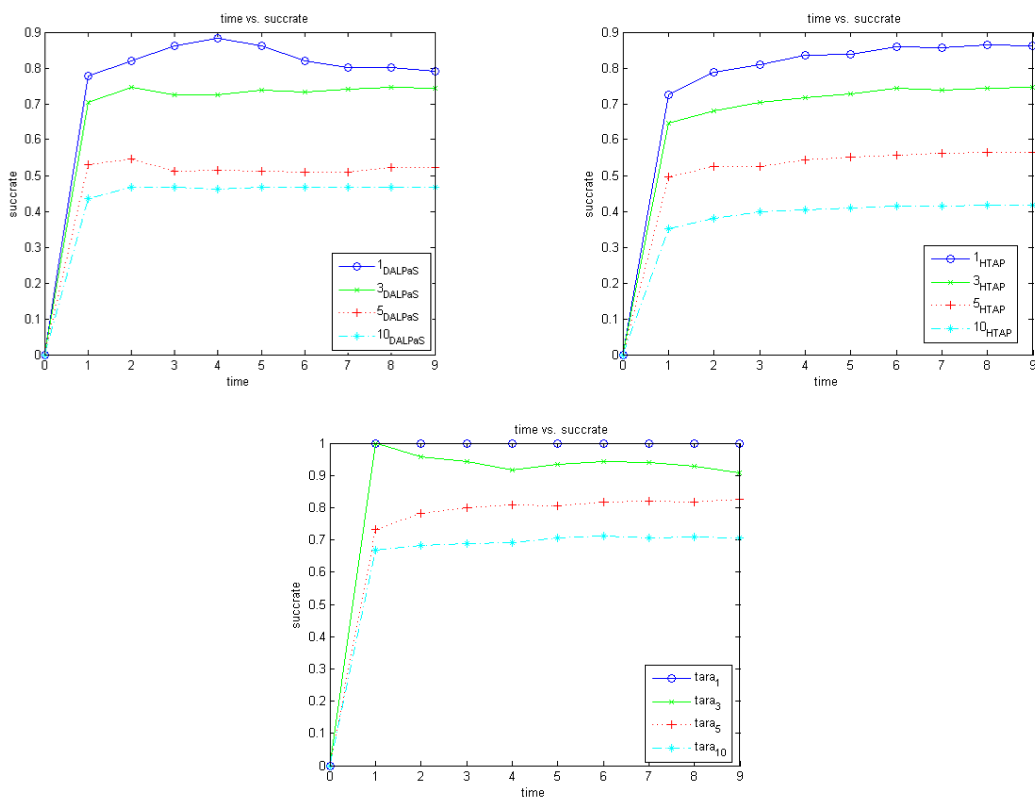 time vs. succrate
0.9
0.8
0.7
0.6
0.5
0.4
0.3
0.2
0.1
0
succrate
0 1 2 3 4 5 6 7 8 9
time
1DALPaS
3DALPaS
5DALPaS
10DALPaS
time vs. succrate
0.9
0.8
0.7
0.6
0.5
0.4
0.3
0.2
0.1
0
succrate
0 1 2 3 4 5 6 7 8 9
time
1HTAP
3HTAP
5HTAP
10HTAP
time vs. succrate
1
0.9
0.8
0.7
0.6
0.5
0.4
0.3
0.2
0.1
0
succrate
0 1 2 3 4 5 6 7 8 9
time
tara1
tara3
tara5
tara10